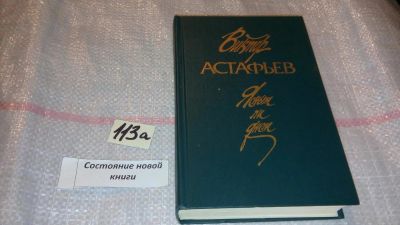 Виктор
АСТАФЬЕВ
Ясным ли
днем
113а
Состояние новой
книги